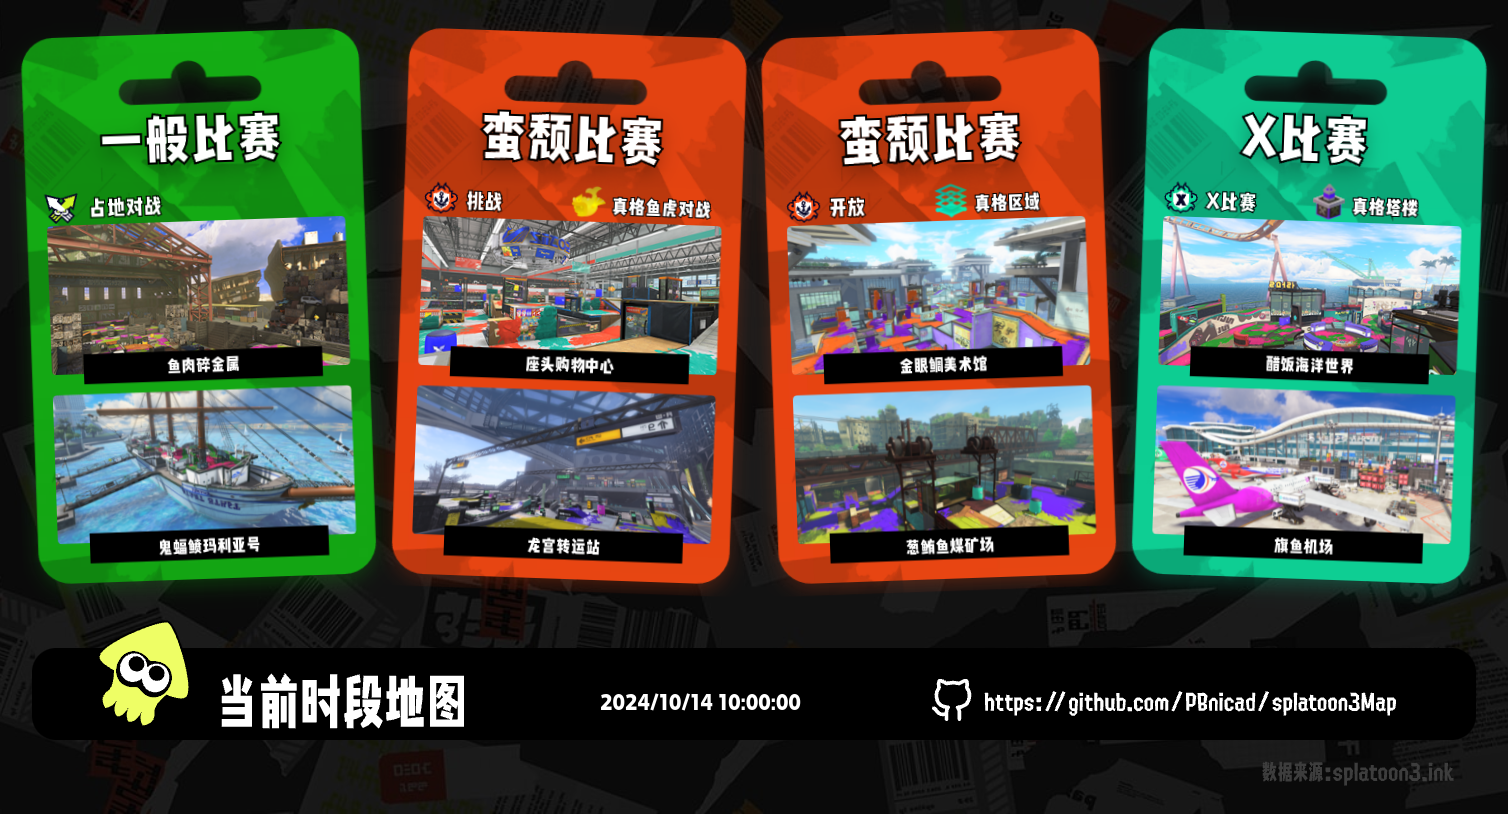 一般比赛
占地对战
鱼肉碎金属
鬼蝠鲼玛利亚号
蛮颓比赛
挑战
真格鱼虎对战
座头购物中心
龙宫转运站
蛮颓比赛
开放
真格区域
金眼鲷美术馆
葱鲔鱼煤矿场
X比赛
X比赛
真格塔楼
醋饭海洋世界
旗鱼机场
当前时段地图
2024/10/14 10:00:00
https://github.com/PBnicad/splatoon3Map
数据来源:splatoon3.ink